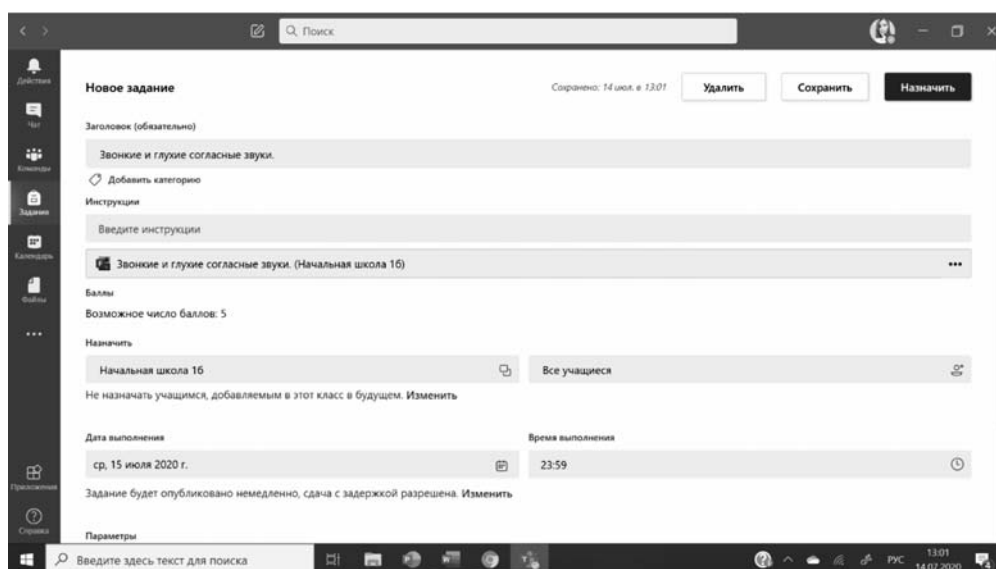 Поиск
Действия
Чат
Команды
Задания
Календарь
Файлы
Приложения
Справка
Новое задание
Сохранено: 14 июл. в 13:01
Удалить
Сохранить
Назначить
Заголовок (обязательно)
Звонкие и глухие согласные звуки.
Добавить категорию
Инструкции
Введите инструкции
Звонкие и глухие согласные звуки. (Начальная школа 1б)
Баллы
Возможное число баллов: 5
Назначить
Начальная школа 1б
Все учащиеся
Не назначать учащимся, добавляемым в этот класс в будущем. Изменить
Дата выполнения
Время выполнения
ср, 15 июля 2020 г.
23:59
Задание будет опубликовано немедленно, сдача с задержкой разрешена. Изменить
Параметры
Введите здесь текст для поиска
РУС
13:01
14.07.2020